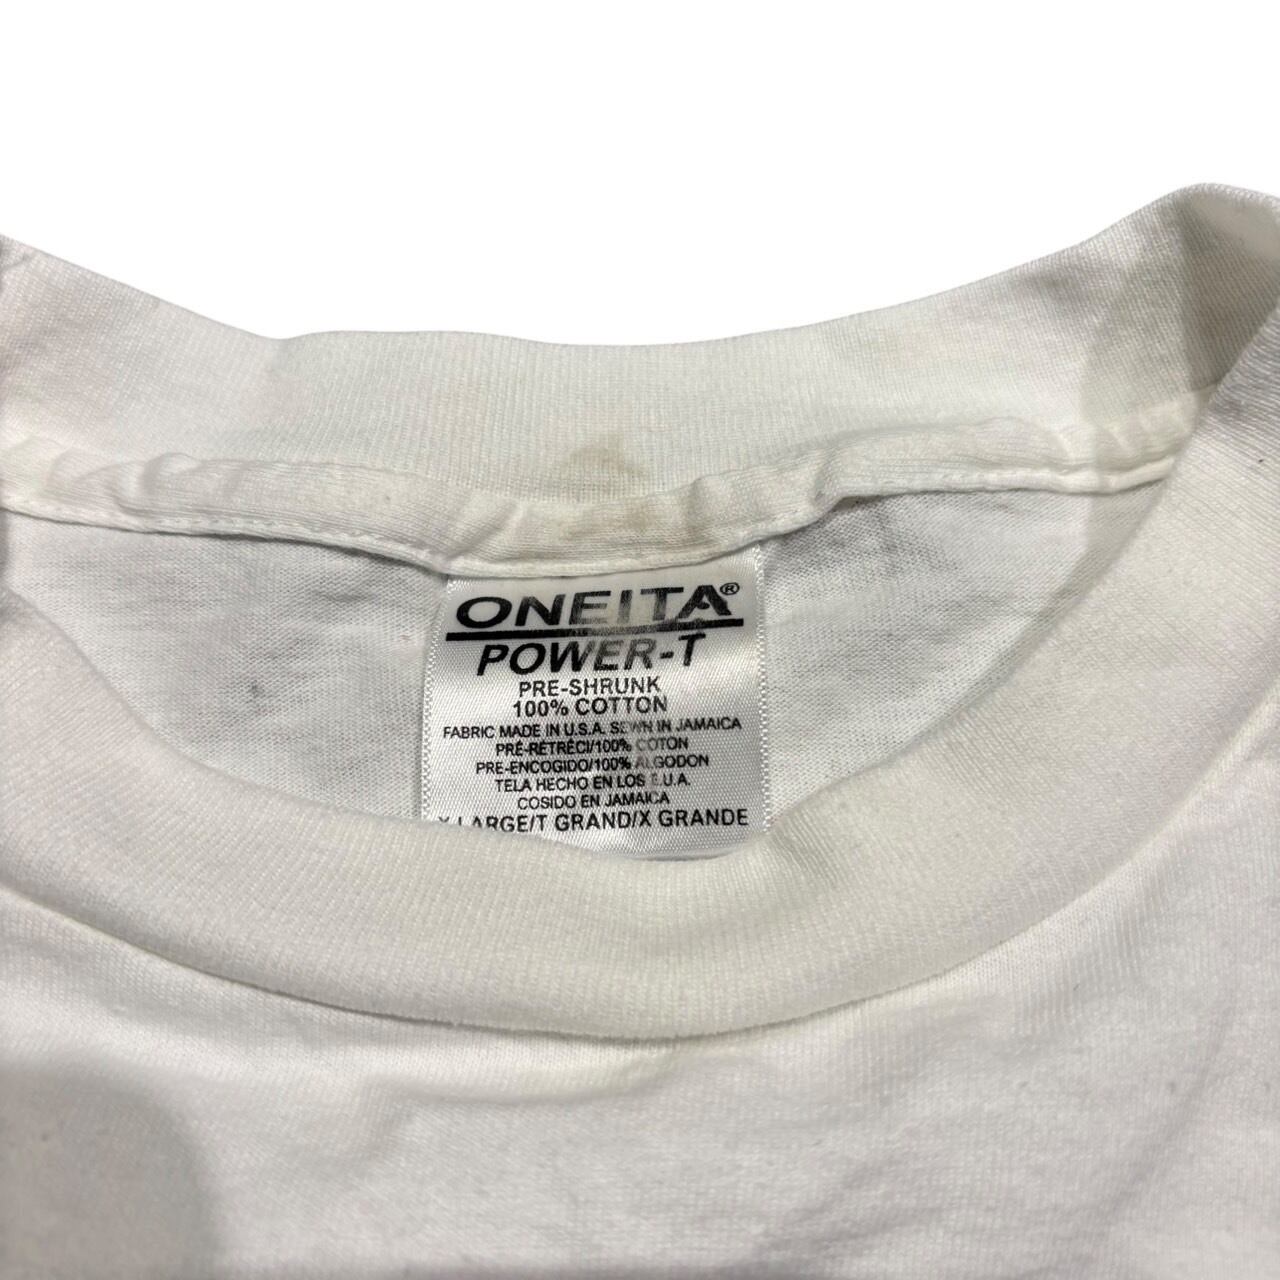 ONEITA®
POWER-T
PRE-SHRUNK
100% COTTON
FABRIC MADE IN U.S.A. SEWN IN JAMAICA
PRÉ-RÉTRÉCI/100% COTON
PRE-ENCOGIDO/100% ALGODON
TELA HECHO EN LOS E.U.A.
COSIDO EN JAMAICA
X LARGE/T GRAND/X GRANDE